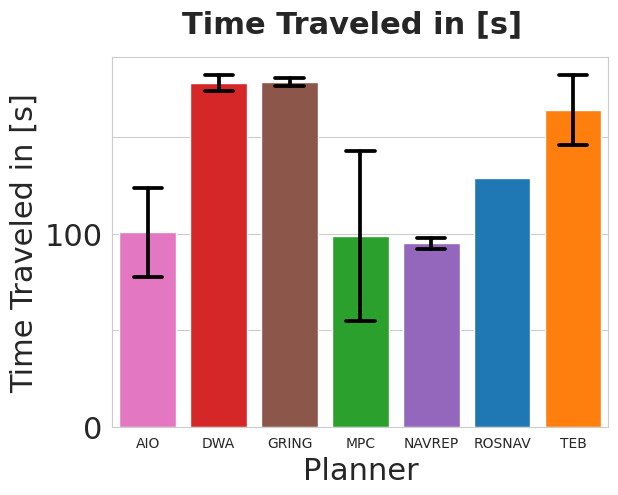 Time Traveled in [s]
Time Traveled in [s]
100
0
AIO DWA GRING MPC NAVREP ROSNAV TEB
Planner